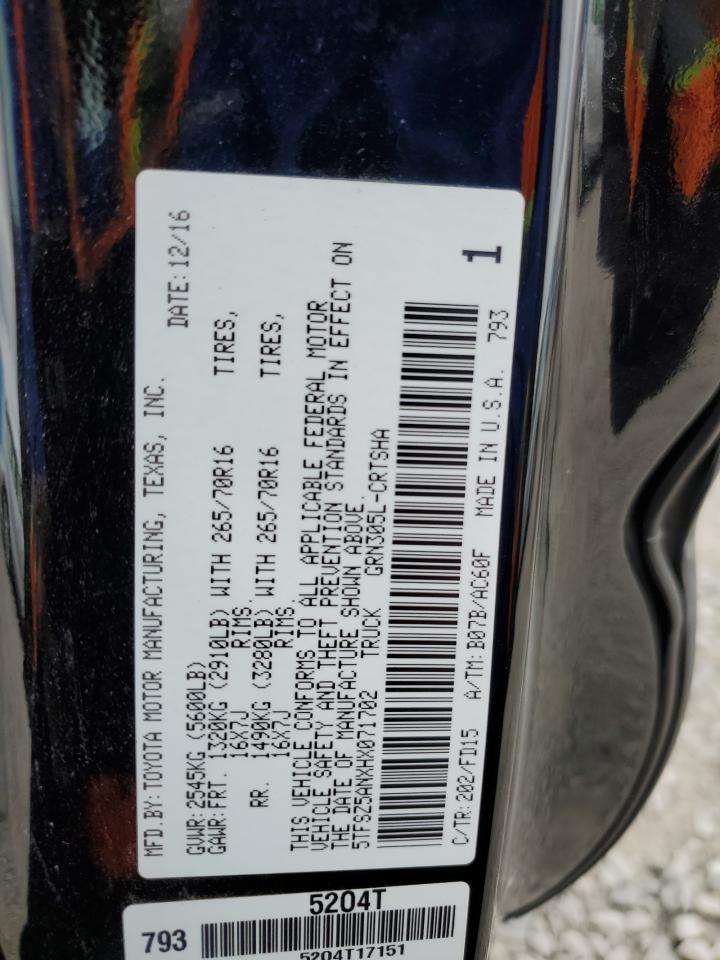 MFD.BY:TOYOTA MOTOR MANUFACTURING, TEXAS, INC.
DATE:12/16
GVWR:2545KG (5600LB)
GAWR:FRT. 1320KG (2910LB) WITH 265/70R16 TIRES,
16X7J RIMS.
RR. 1490KG (3280LB) WITH 265/70R16 TIRES,
16X7J RIMS.
THIS VEHICLE CONFORMS TO ALL APPLICABLE FEDERAL MOTOR
VEHICLE SAFETY AND THEFT PREVENTION STANDARDS IN EFFECT ON
THE DATE OF MANUFACTURE SHOWN ABOVE.
5TFSZ5ANXHX071702 TRUCK GRN305L-CRTSHA
1
C/TR:202/FD15 A/TM:B07B/AC60F MADE IN U.S.A. 793
5204T
793
5204T17151